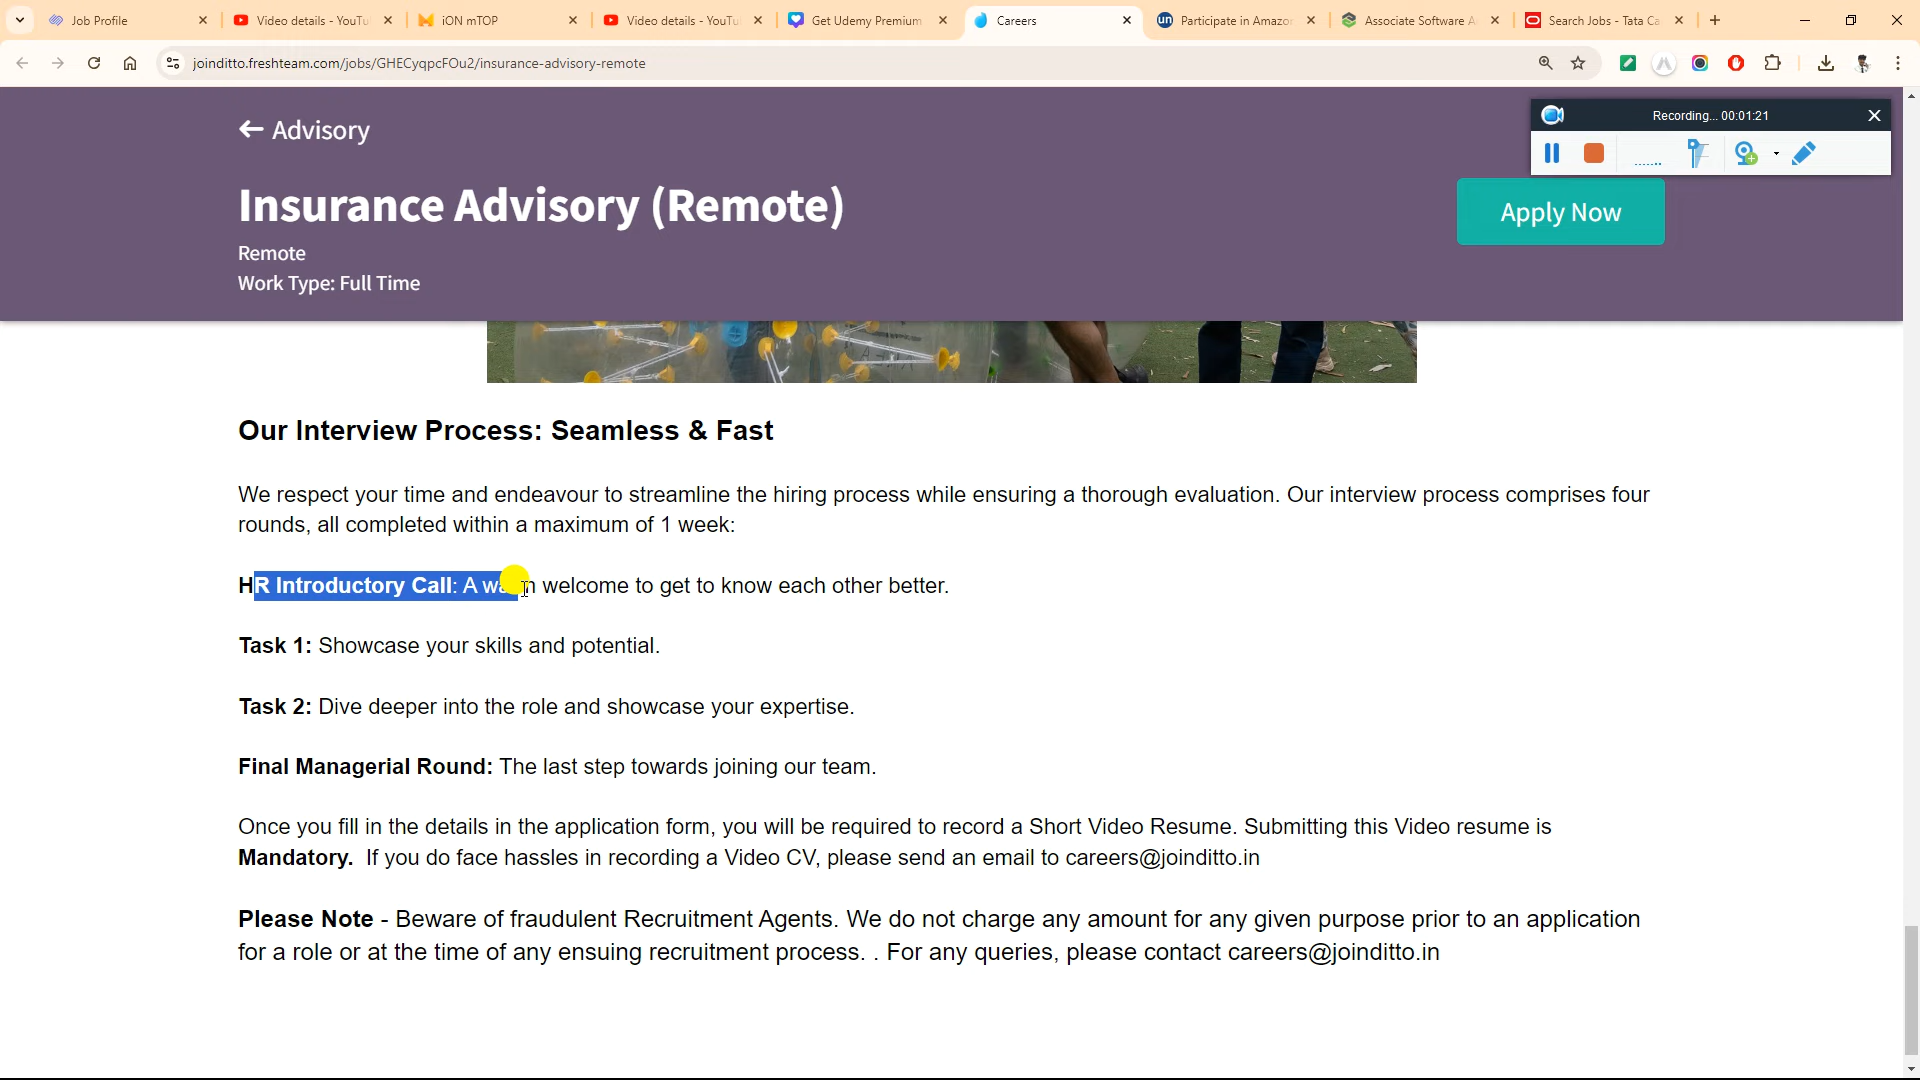 Job Profile
Video details - YouTu
iON mTOP
Video details - YouTu
Get Udemy Premium
Careers
Participate in Amazo
Associate Software A
Search Jobs - Tata Ca
joinditto.freshteam.com/jobs/GHECyqpcFOu2/insurance-advisory-remote
Recording... 00:01:21
← Advisory
Insurance Advisory (Remote)
Remote
Work Type: Full Time
Apply Now
Our Interview Process: Seamless & Fast
We respect your time and endeavour to streamline the hiring process while ensuring a thorough evaluation. Our interview process comprises four
rounds, all completed within a maximum of 1 week:
HR Introductory Call: A warm welcome to get to know each other better.
Task 1: Showcase your skills and potential.
Task 2: Dive deeper into the role and showcase your expertise.
Final Managerial Round: The last step towards joining our team.
Once you fill in the details in the application form, you will be required to record a Short Video Resume. Submitting this Video resume is
Mandatory. If you do face hassles in recording a Video CV, please send an email to careers@joinditto.in
Please Note - Beware of fraudulent Recruitment Agents. We do not charge any amount for any given purpose prior to an application
for a role or at the time of any ensuing recruitment process. . For any queries, please contact careers@joinditto.in